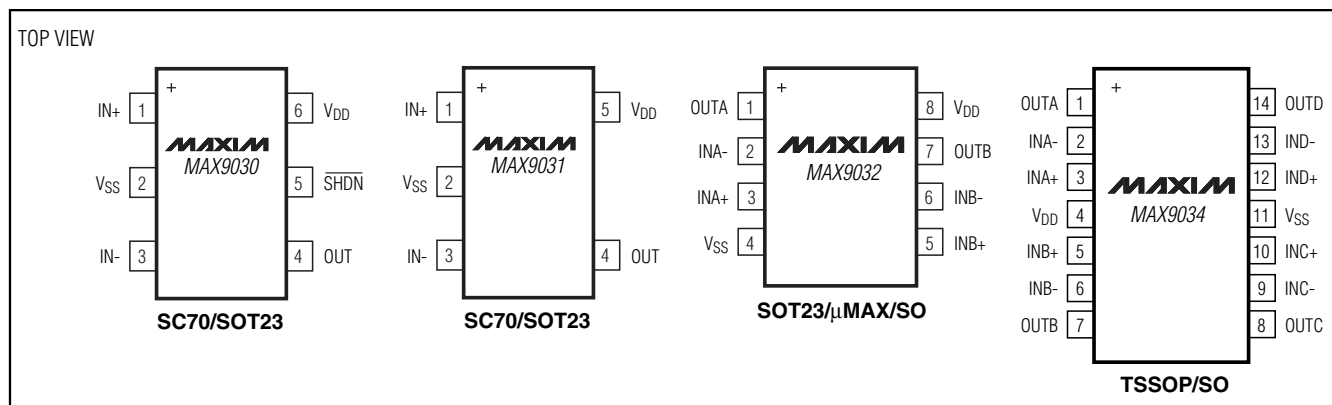 TOP VIEW
+
IN+ 1
6 VDD
MAXIM
MAX9030
VSS 2
5 SHDN
IN- 3
4 OUT
SC70/SOT23
+
IN+ 1
5 VDD
MAXIM
MAX9031
VSS 2
IN- 3
4 OUT
SC70/SOT23
+
OUTA 1
8 VDD
MAXIM
MAX9032
INA- 2
7 OUTB
INA+ 3
6 INB-
VSS 4
5 INB+
SOT23/μMAX/SO
+
OUTA 1
14 OUTD
INA- 2
13 IND-
INA+ 3
12 IND+
MAXIM
MAX9034
VDD 4
11 VSS
INB+ 5
10 INC+
INB- 6
9 INC-
OUTB 7
8 OUTC
TSSOP/SO